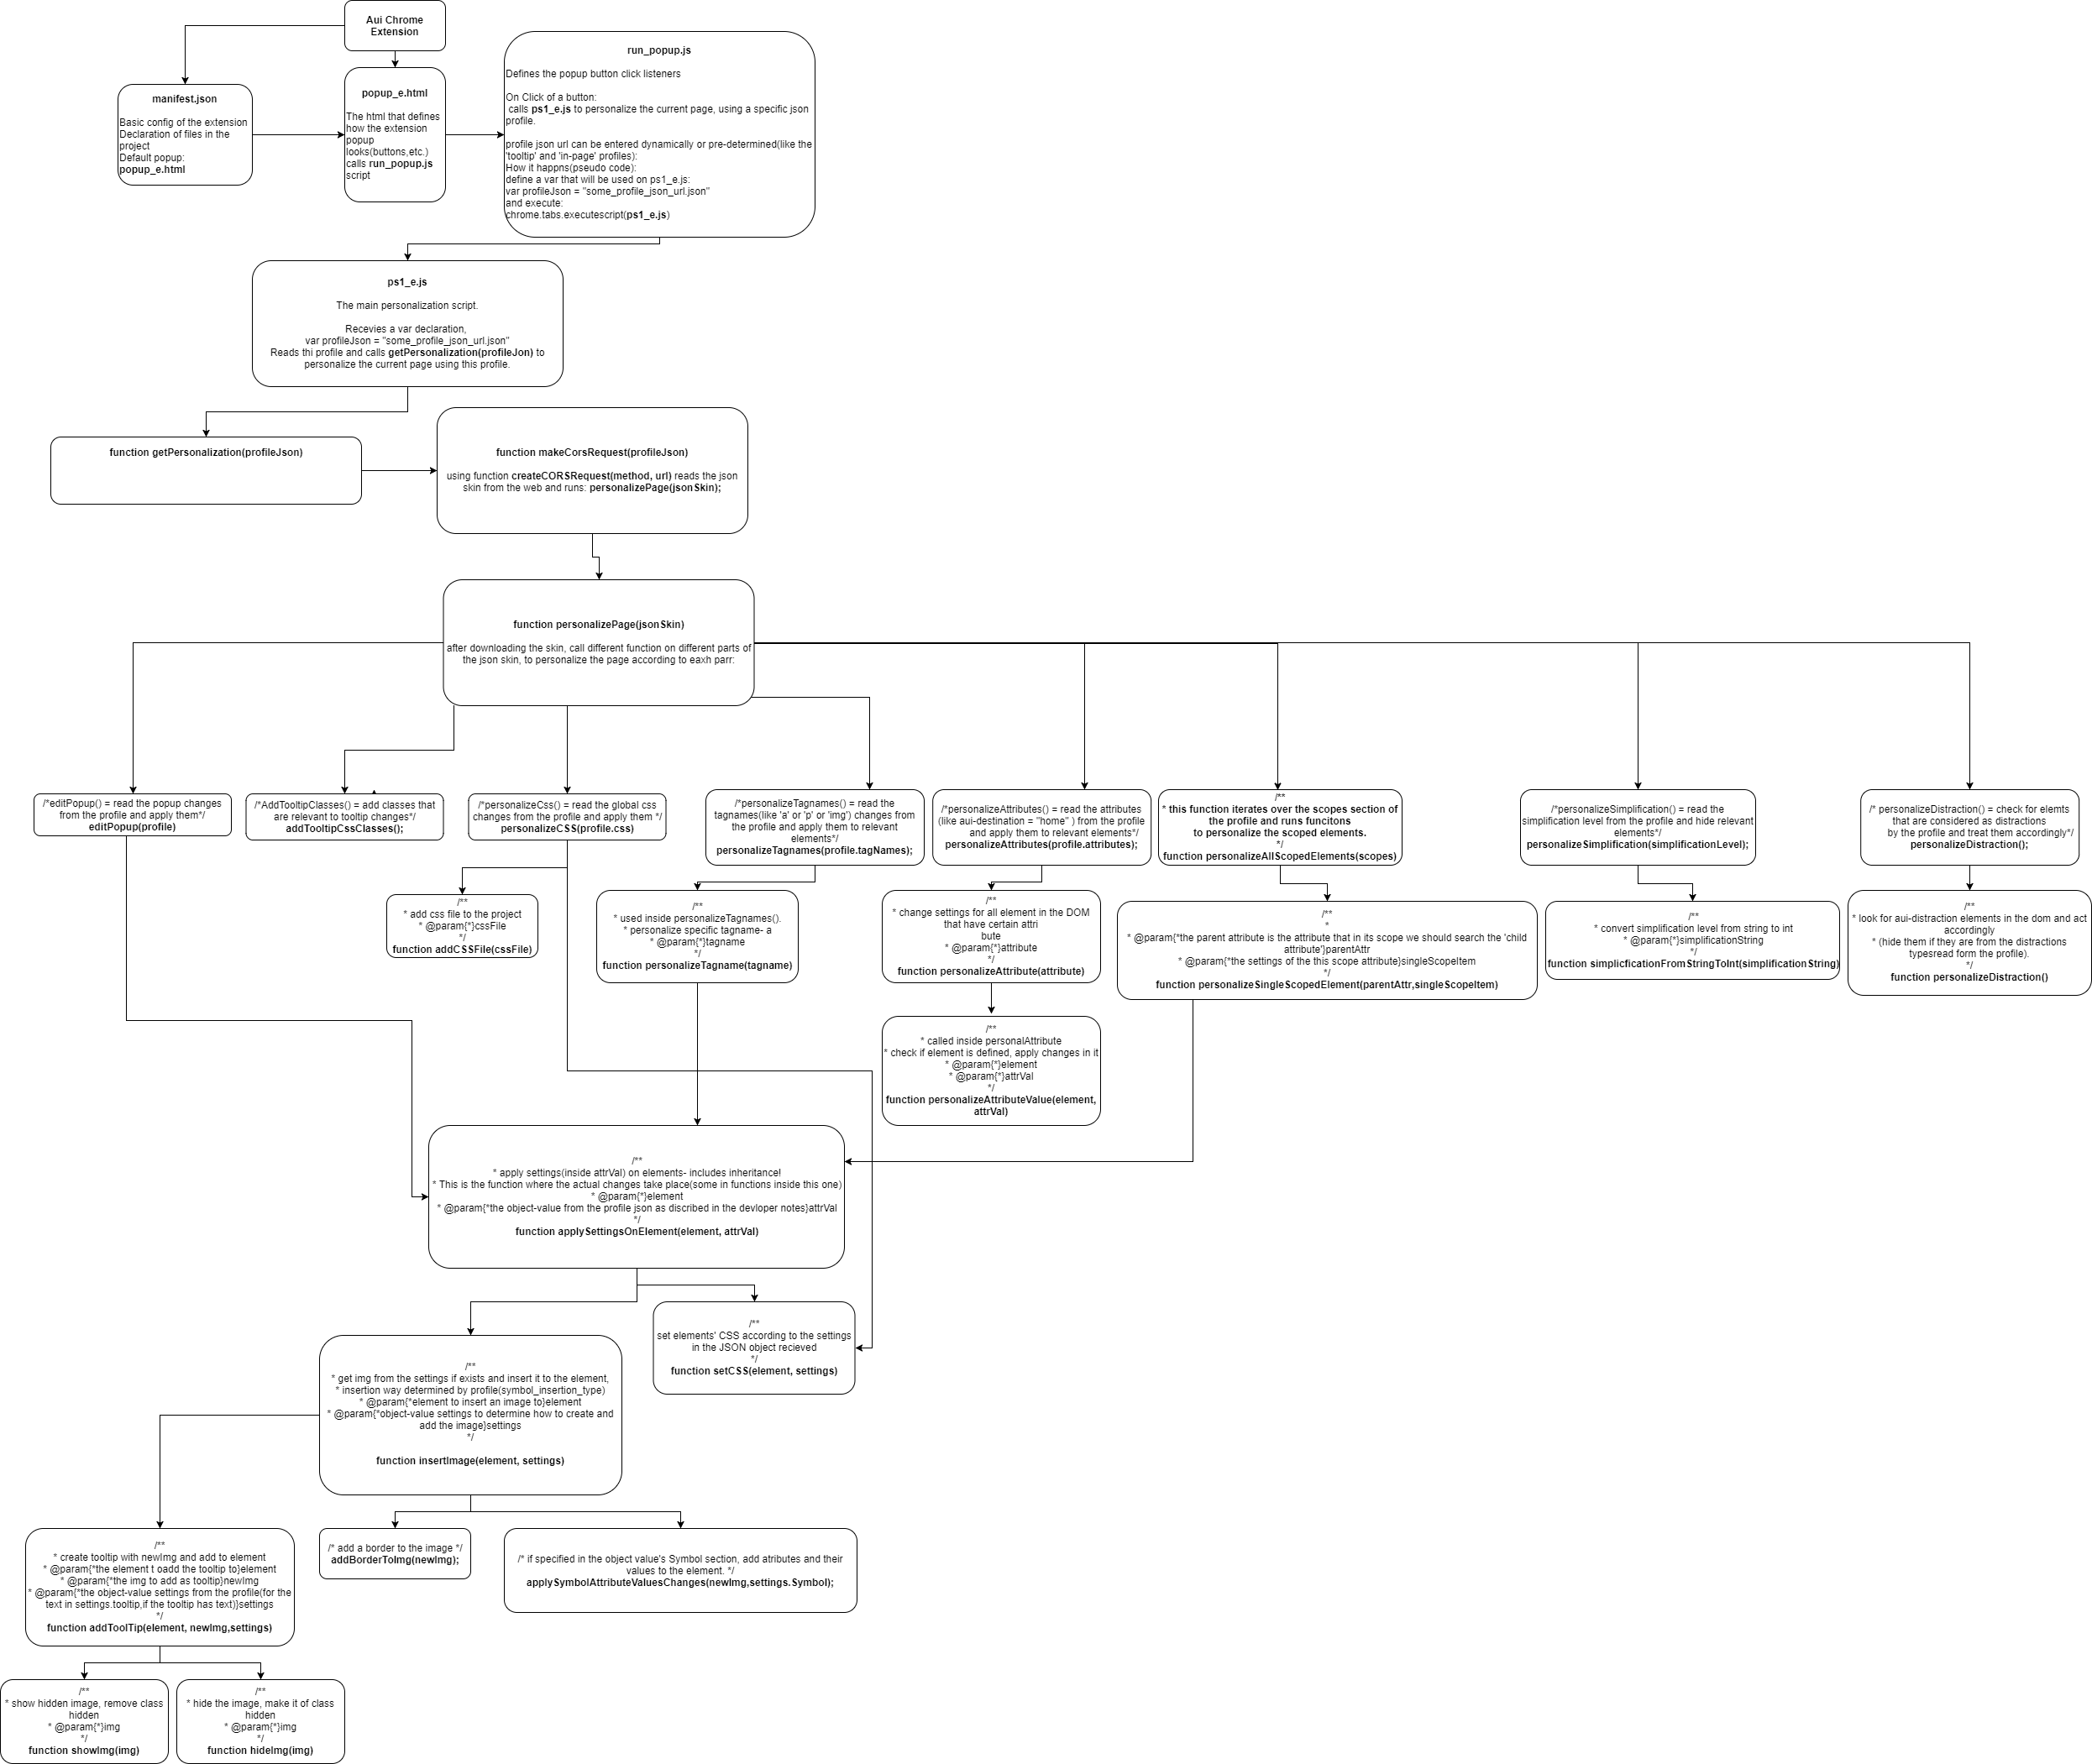 Aui Chrome
Extension
manifest.json
Basic config of the extension
Declaration of files in the
project
Default popup:
popup_e.html
popup_e.html
The html that defines
how the extension
popup
looks(buttons,etc.)
calls run_popup.js
script
run_popup.js
Defines the popup button click listeners
On Click of a button:
calls ps1_e.js to personalize the current page, using a specific json
profile.
profile json url can be entered dynamically or pre-determined(like the
'tooltip' and 'in-page' profiles):
How it happns(pseudo code):
define a var that will be used on ps1_e.js:
var profileJson = "some_profile_json_url.json"
and execute:
chrome.tabs.executescript(ps1_e.js)
ps1_e.js
The main personalization script.
Recevies a var declaration,
var profileJson = "some_profile_json_url.json"
Reads thi profile and calls getPersonalization(profileJon) to
personalize the current page using this profile.
function getPersonalization(profileJson)
function makeCorsRequest(profileJson)
using function createCORSRequest(method, url) reads the json
skin from the web and runs: personalizePage(jsonSkin);
function personalizePage(jsonSkin)
after downloading the skin, call different function on different parts of
the json skin, to personalize the page according to eaxh parr:
/*editPopup() = read the popup changes
from the profile and apply them*/
editPopup(profile)
/*AddTooltipClasses() = add classes that
are relevant to tooltip changes*/
addTooltipCssClasses();
/*personalizeCss() = read the global css
changes from the profile and apply them */
personalizeCSS(profile.css)
/*personalizeTagnames() = read the
tagnames(like 'a' or 'p' or 'img') changes from
the profile and apply them to relevant
elements*/
personalizeTagnames(profile.tagNames);
/*personalizeAttributes() = read the attributes
(like aui-destination = "home" ) from the profile
and apply them to relevant elements*/
personalizeAttributes(profile.attributes);
/**
* this function iterates over the scopes section of
the profile and runs funcitons
to personalize the scoped elements.
*/
function personalizeAllScopedElements(scopes)
/*personalizeSimplification() = read the
simplification level from the profile and hide relevant
elements*/
personalizeSimplification(simplificationLevel);
/* personalizeDistraction() = check for elemts
that are considered as distractions
by the profile and treat them accordingly*/
personalizeDistraction();
/**
* add css file to the project
* @param{*}cssFile
*/
function addCSSFile(cssFile)
/**
* used inside personalizeTagnames().
* personalize specific tagname- a
* @param{*}tagname
*/
function personalizeTagname(tagname)
/**
* change settings for all element in the DOM
that have certain attri
bute
* @param{*}attribute
*/
function personalizeAttribute(attribute)
/**
*
* @param{*the parent attribute is the attribute that in its scope we should search the 'child
attribute'}parentAttr
* @param{*the settings of the this scope attribute}singleScopeItem
*/
function personalizeSingleScopedElement(parentAttr,singleScopeItem)
/**
* convert simplification level from string to int
* @param{*}simplificationString
*/
function simplicficationFromStringToInt(simplificationString)
/**
* look for aui-distraction elements in the dom and act
accordingly
* (hide them if they are from the distractions
typesread form the profile).
*/
function personalizeDistraction()
/**
* called inside personalAttribute
* check if element is defined, apply changes in it
* @param{*}element
* @param{*}attrVal
*/
function personalizeAttributeValue(element,
attrVal)
/**
* apply settings(inside attrVal) on elements- includes inheritance!
* This is the function where the actual changes take place(some in functions inside this one)
* @param{*}element
* @param{*the object-value from the profile json as discribed in the devloper notes}attrVal
*/
function applySettingsOnElement(element, attrVal)
/**
set elements' CSS according to the settings
in the JSON object recieved
*/
function setCSS(element, settings)
/**
* get img from the settings if exists and insert it to the element,
* insertion way determined by profile(symbol_insertion_type)
* @param{*element to insert an image to}element
* @param{*object-value settings to determine how to create and
add the image}settings
*/
function insertImage(element, settings)
/**
* create tooltip with newImg and add to element
* @param{*the element t oadd the tooltip to}element
* @param{*the img to add as tooltip}newImg
* @param{*the object-value settings from the profile(for the
text in settings.tooltip,if the tooltip has text)}settings
*/
function addToolTip(element, newImg,settings)
/* add a border to the image */
addBorderToImg(newImg);
/* if specified in the object value's Symbol section, add atributes and their
values to the element. */
applySymbolAttributeValuesChanges(newImg,settings.Symbol);
/**
* show hidden image, remove class
hidden
* @param{*}img
*/
function showImg(img)
/**
* hide the image, make it of class
hidden
* @param{*}img
*/
function hideImg(img)